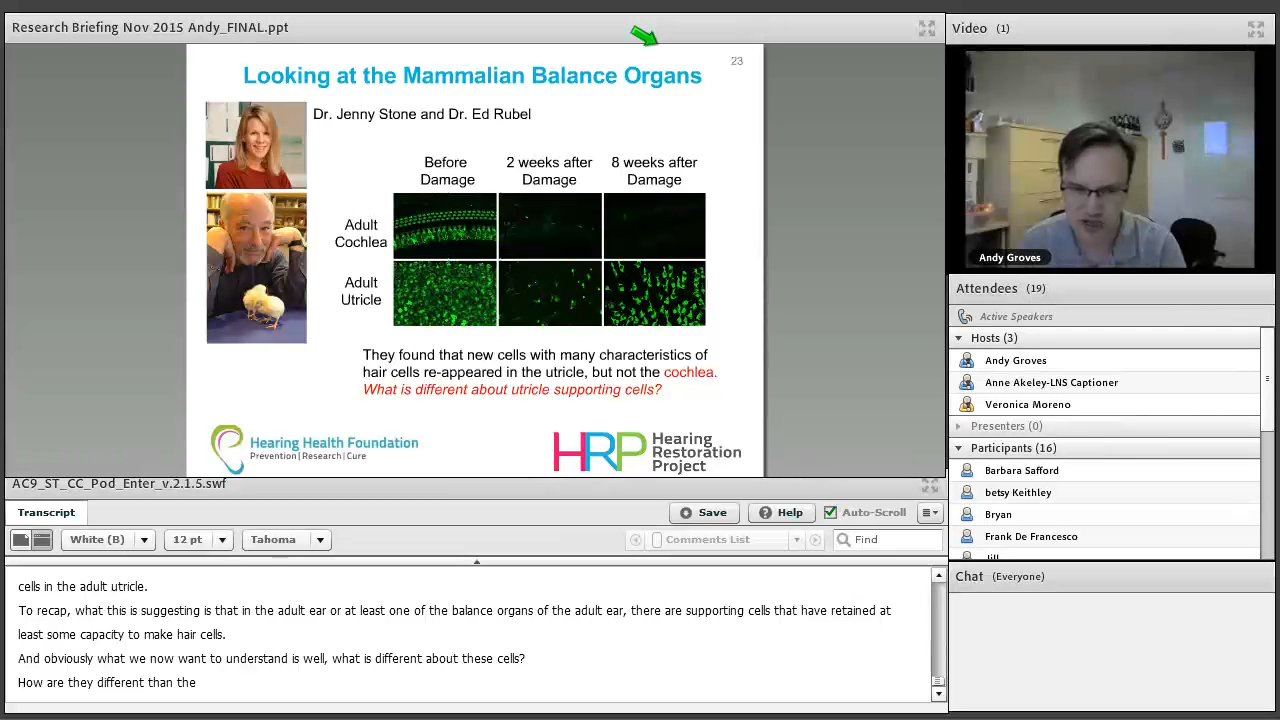 Research Briefing Nov 2015 Andy_FINAL.ppt
23
Looking at the Mammalian Balance Organs
Dr. Jenny Stone and Dr. Ed Rubel
Before Damage
2 weeks after Damage
8 weeks after Damage
Adult Cochlea
Adult Utricle
They found that new cells with many characteristics of
hair cells re-appeared in the utricle, but not the cochlea.
What is different about utricle supporting cells?
Hearing Health Foundation
Prevention|Research|Cure
HRP Hearing Restoration Project
Video (1)
Andy Groves
Attendees (19)
Active Speakers
Hosts (3)
Andy Groves
Anne Akeley-LNS Captioner
Veronica Moreno
Presenters (0)
Participants (16)
Barbara Safford
betsy Keithley
Bryan
Frank De Francesco
Chat (Everyone)
AC9_ST_CC_Pod_Enter_v.2.1.5.swf
Transcript
Save
Help
Auto-Scroll
White (B)
12 pt
Tahoma
Comments List
Find
cells in the adult utricle.
To recap, what this is suggesting is that in the adult ear or at least one of the balance organs of the adult ear, there are supporting cells that have retained at
least some capacity to make hair cells.
And obviously what we now want to understand is well, what is different about these cells?
How are they different than the